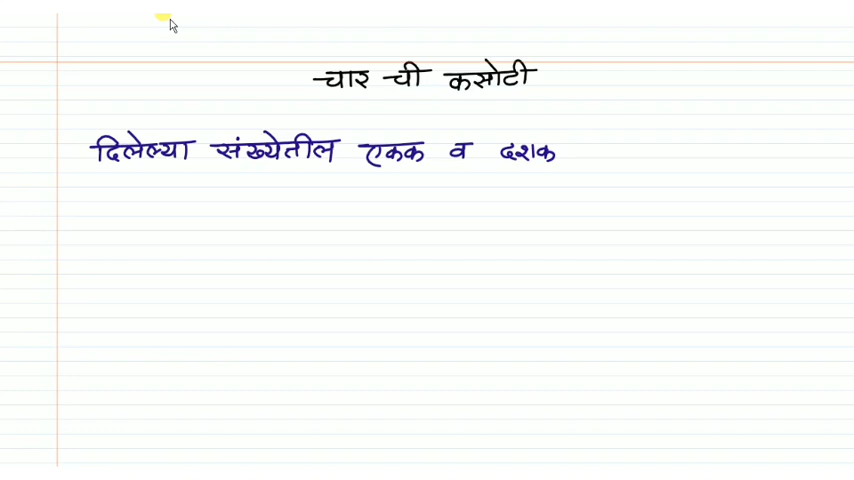 चार ची कसोटी
दिलेल्या संख्येतील एकक व दशक